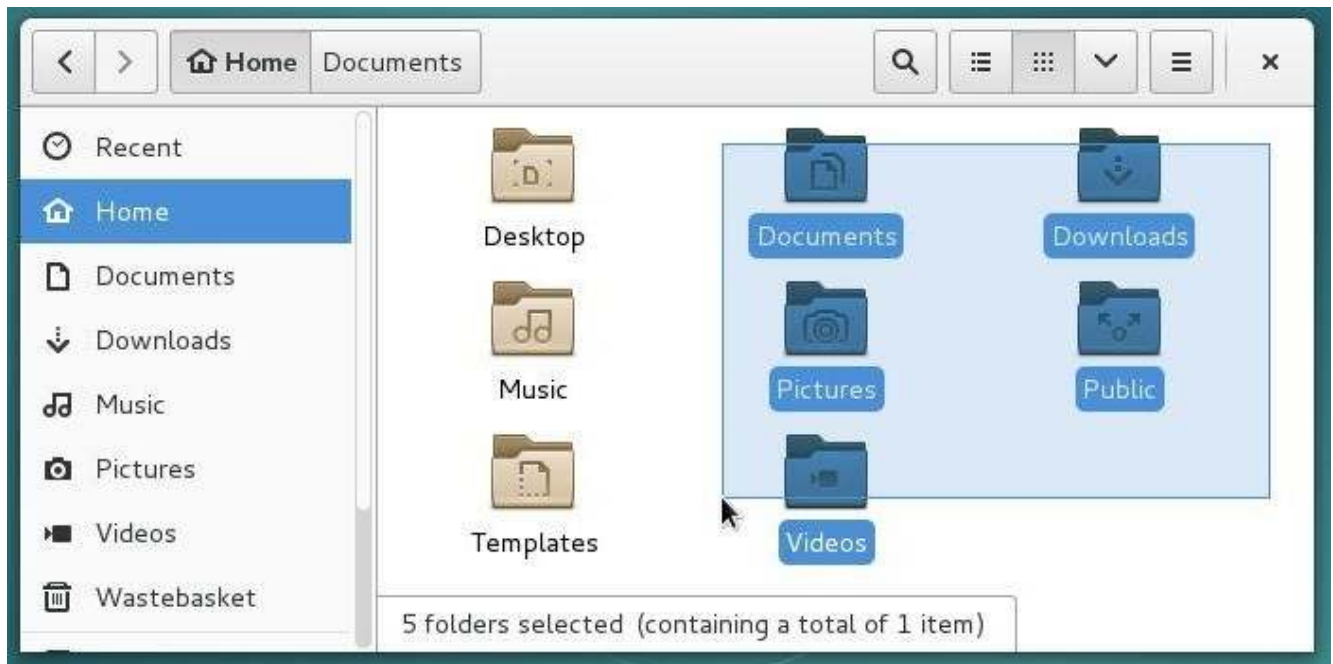 Home Documents
Recent
Home
Documents
Downloads
Music
Pictures
Videos
Wastebasket
Desktop Documents Downloads
Music Pictures Public
Templates Videos
5 folders selected (containing a total of 1 item)